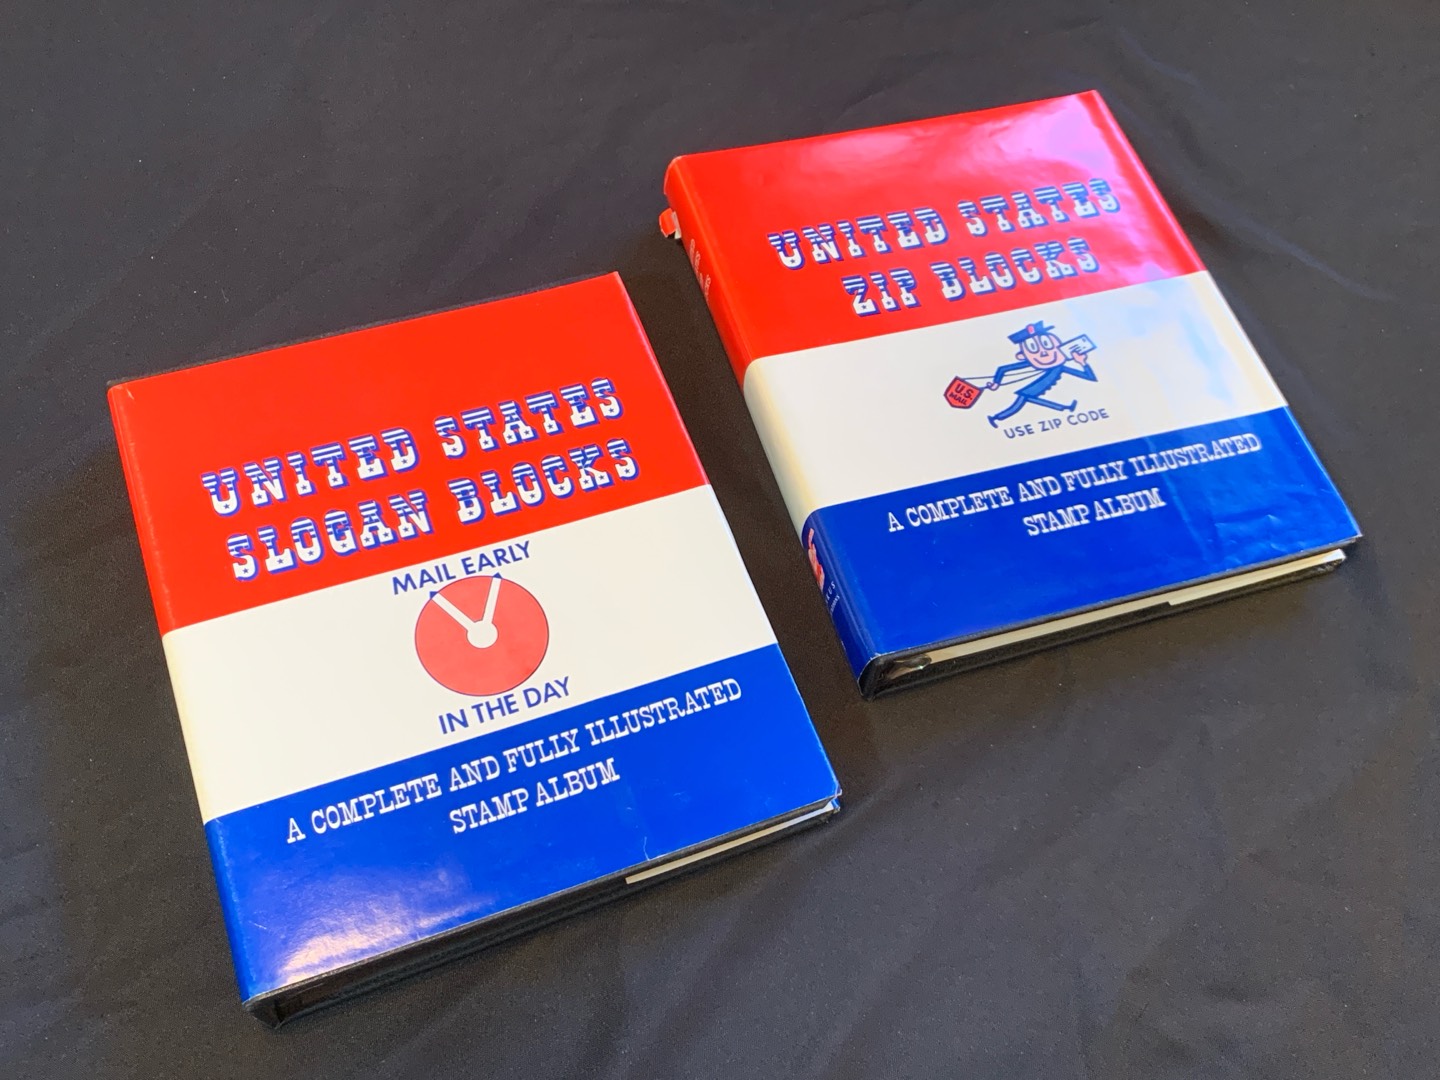 UNITED STATES
SLOGAN BLOCKS
MAIL EARLY
IN THE DAY
A COMPLETE AND FULLY ILLUSTRATED
STAMP ALBUM
UNITED STATES
ZIP BLOCKS
U.S.
MAIL
USE ZIP CODE
A COMPLETE AND FULLY ILLUSTRATED
STAMP ALBUM